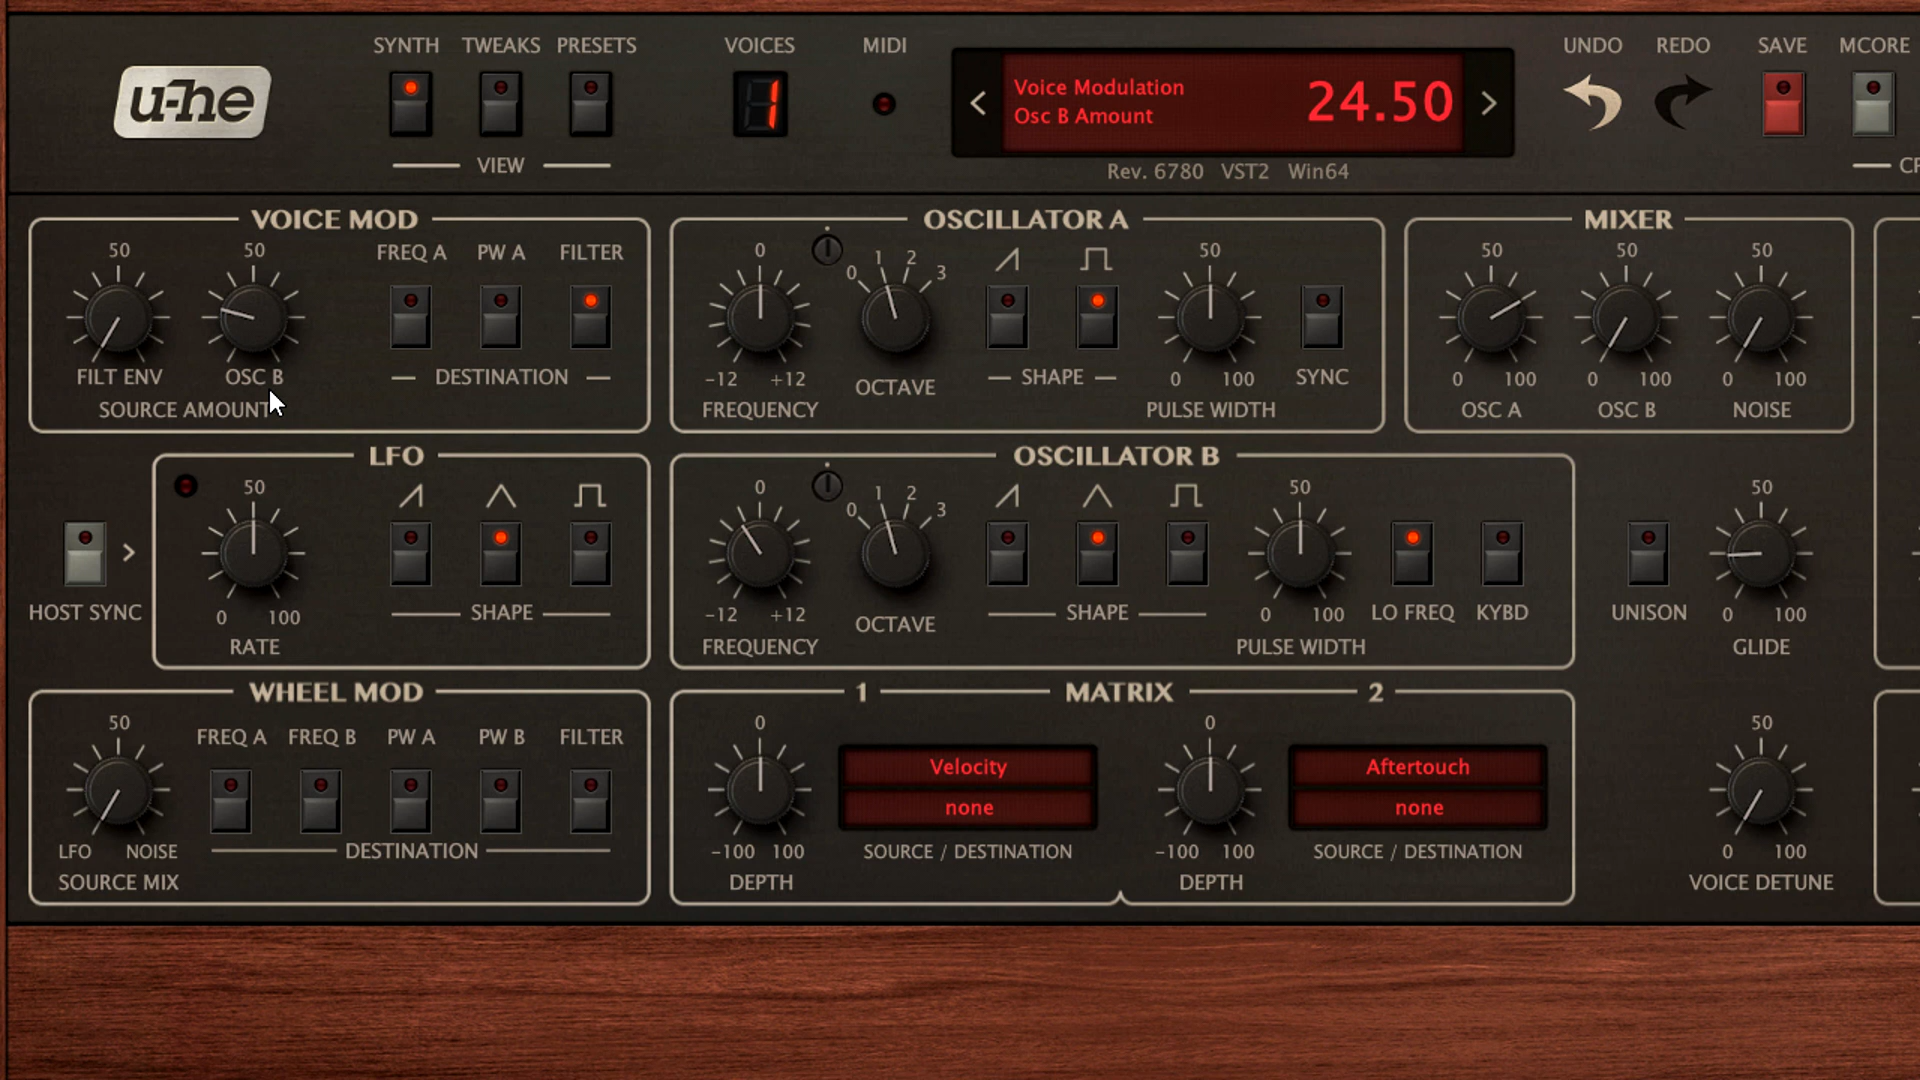 SYNTH TWEAKS PRESETS VOICES MIDI UNDO REDO SAVE MCORE
u-he
1
Voice Modulation
Osc B Amount
24.50
VIEW
Rev. 6780 VST2 Win64
VOICE MOD
50 50 FREQ A PW A FILTER
FILT ENV OSC B DESTINATION
SOURCE AMOUNT
OSCILLATOR A
0 0 1 2 3 50
-12 +12 OCTAVE SHAPE 0 100 SYNC
FREQUENCY PULSE WIDTH
MIXER
50 50 50
0 100 0 100 0 100
OSC A OSC B NOISE
HOST SYNC
LFO
50
0 100 SHAPE
RATE
OSCILLATOR B
0 0 1 2 3 50
-12 +12 OCTAVE SHAPE 0 100 LO FREQ KYBD
FREQUENCY PULSE WIDTH
UNISON
50
0 100
GLIDE
WHEEL MOD
50 FREQ A FREQ B PW A PW B FILTER
LFO NOISE DESTINATION
SOURCE MIX
1 MATRIX 2
0 Velocity 0 Aftertouch
none none
-100 100 SOURCE / DESTINATION -100 100 SOURCE / DESTINATION
DEPTH DEPTH
50
0 100
VOICE DETUNE